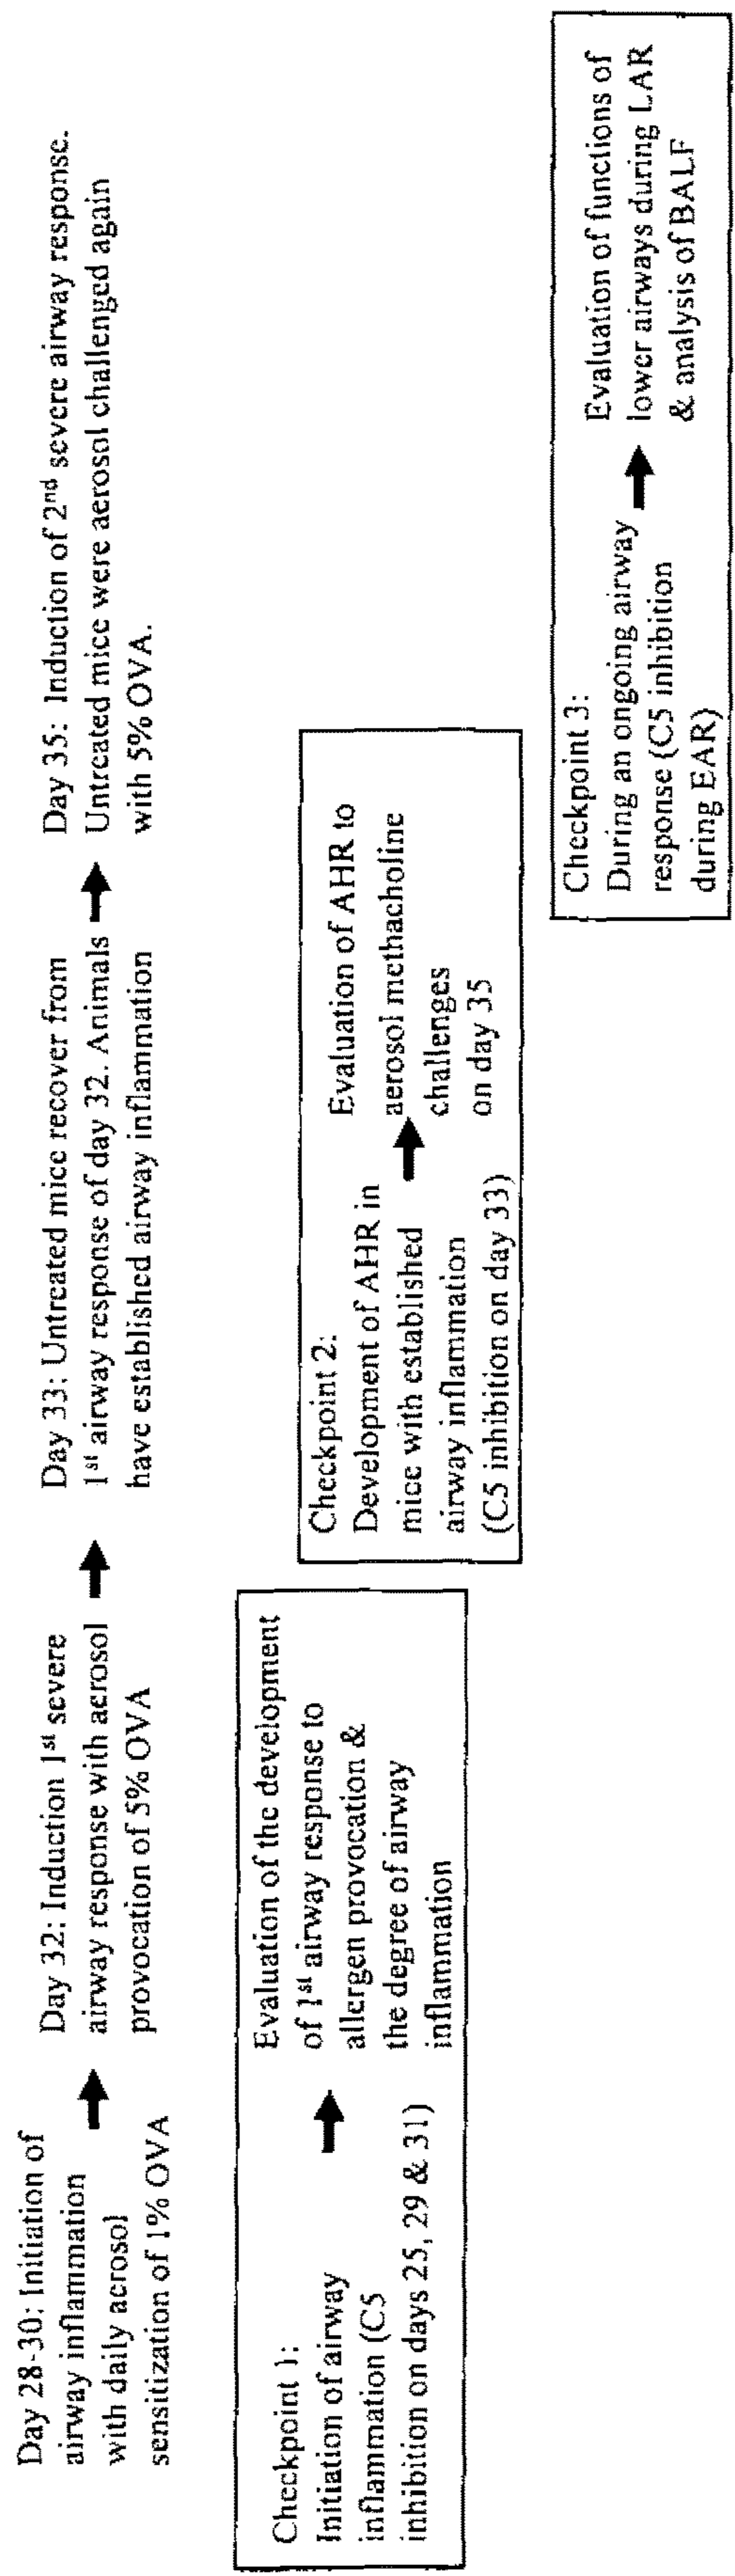 Day 28-30: Initiation of
airway inflammation
with daily aerosol
sensitization of 1% OVA
Day 32: Induction 1st severe
airway response with aerosol
provocation of 5% OVA
Day 33: Untreated mice recover from
1st airway response of day 32. Animals
have established airway inflammation
Day 35: Induction of 2nd severe airway response.
Untreated mice were aerosol challenged again
with 5% OVA.
Checkpoint 1:
Initiation of airway
inflammation (C5
inhibition on days 25, 29 & 31)
Evaluation of the development
of 1st airway response to
allergen provocation &
the degree of airway
inflammation
Checkpoint 2:
Development of AHR in
mice with established
airway inflammation
(C5 inhibition on day 33)
Evaluation of AHR to
aerosol methacholine
challenges
on day 35
Checkpoint 3:
During an ongoing airway
response (C5 inhibition
during EAR)
Evaluation of functions of
lower airways during LAR
& analysis of BALF